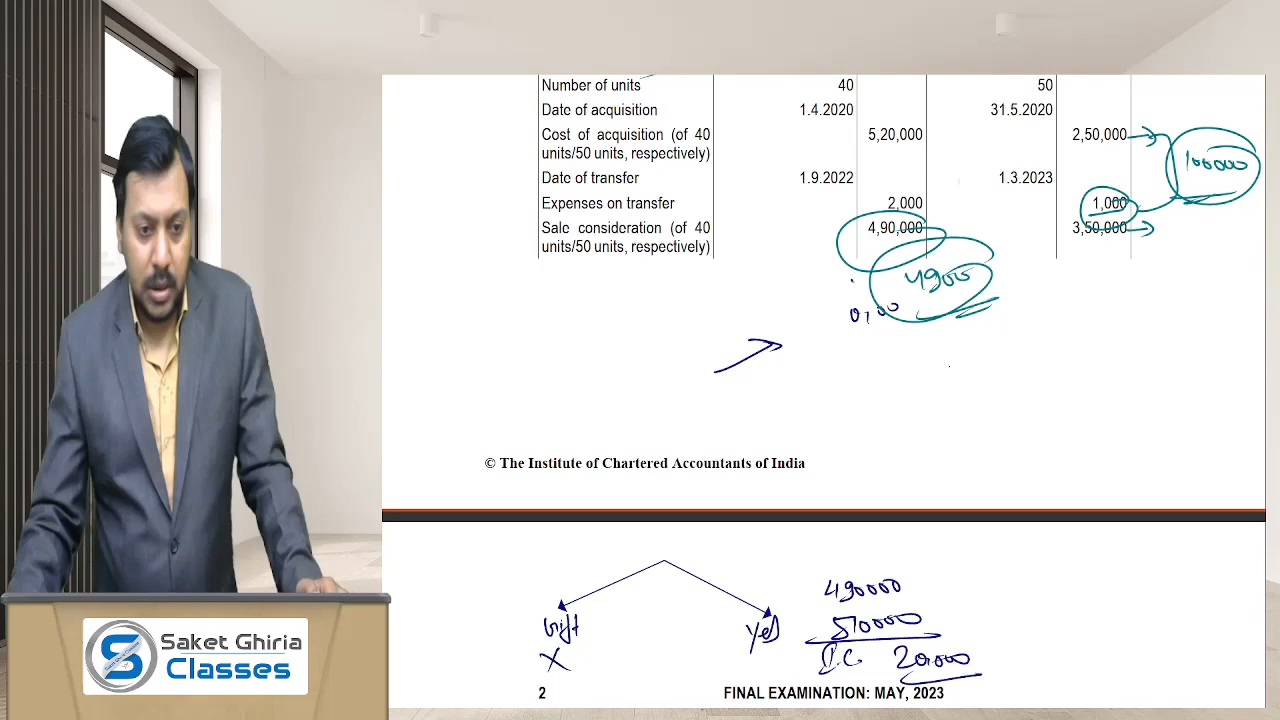 Number of units 40 50
Date of acquisition 1.4.2020 31.5.2020
Cost of acquisition (of 40 5,20,000 2,50,000
units/50 units, respectively)
100000
Date of transfer 1.9.2022 1.3.2023
Expenses on transfer 2,000 1,000
Sale consideration (of 40 4,90,000 3,50,000
units/50 units, respectively)
4900
© The Institute of Chartered Accountants of India
490000
510000
Gift X
Yes
20,000
2 FINAL EXAMINATION: MAY, 2023
S Saket Ghiria
Classes